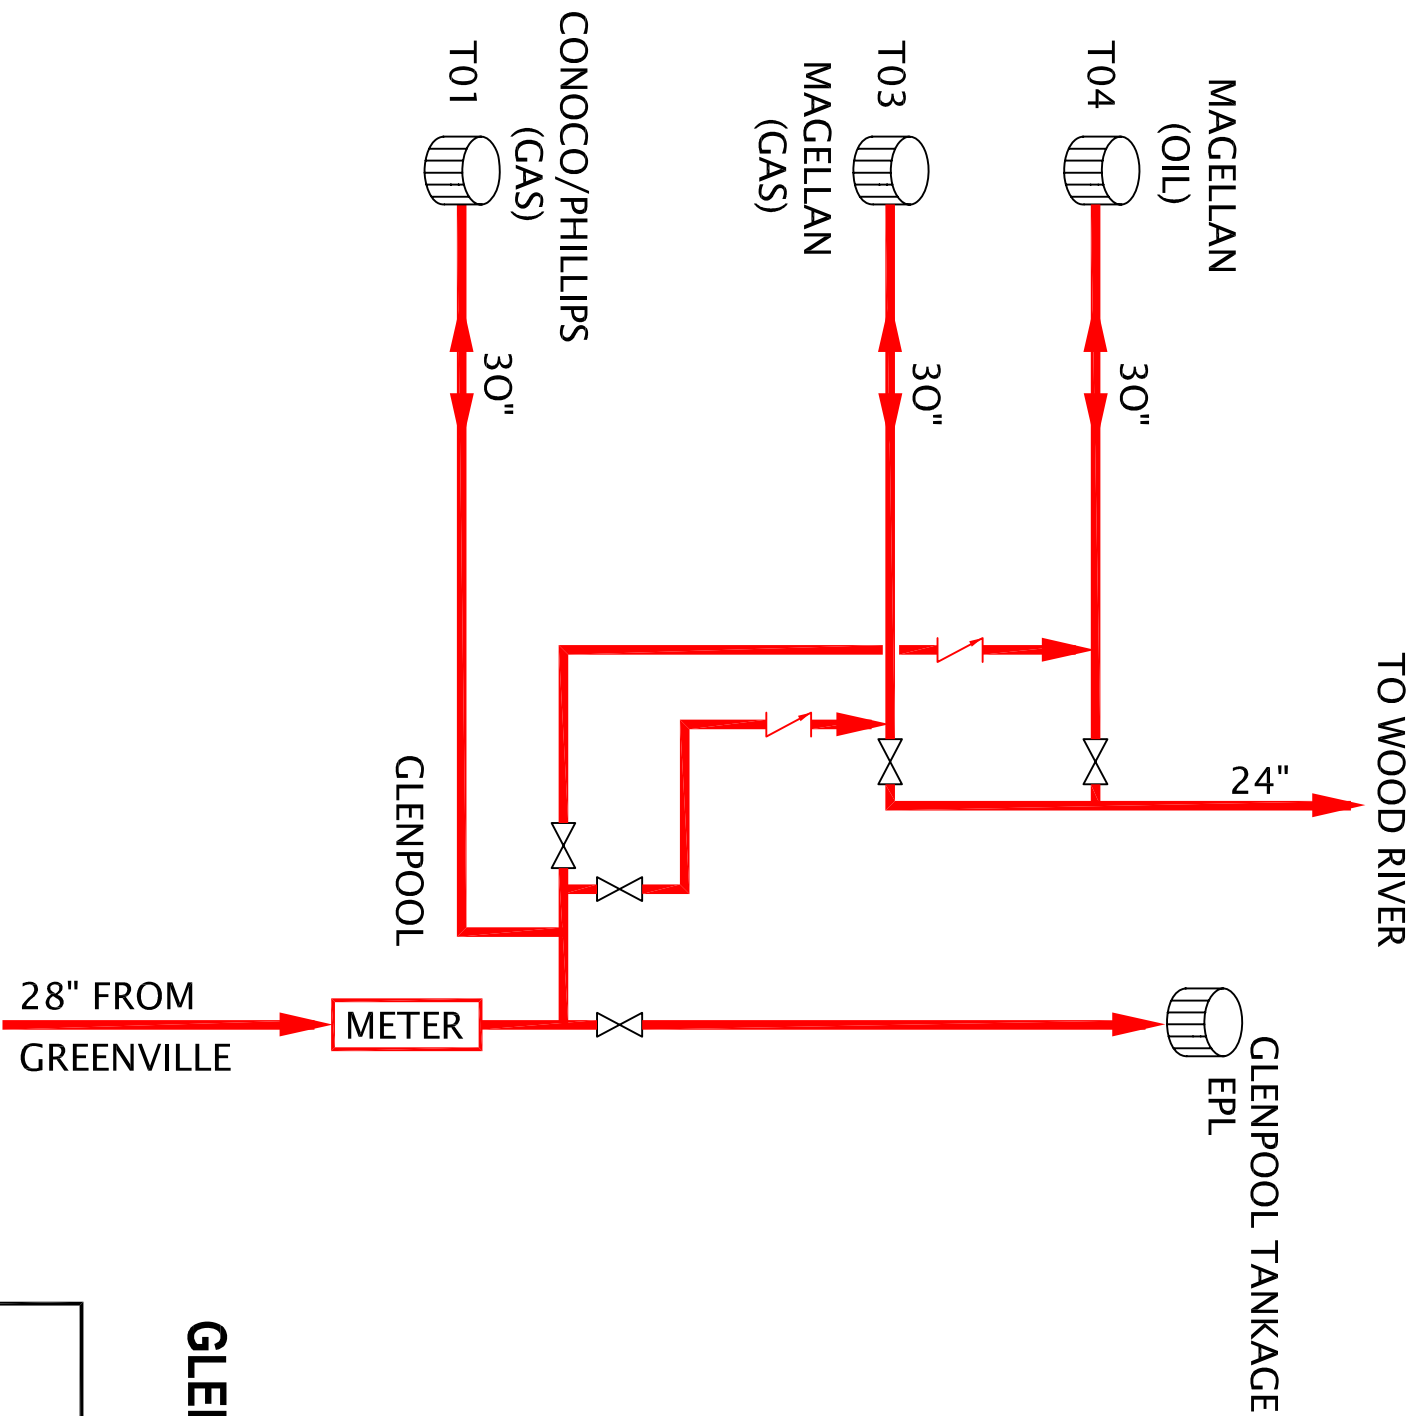 CONOCO/PHILLIPS
(GAS)
T01
30"
MAGELLAN
(GAS)
T03
30"
MAGELLAN
(OIL)
T04
30"
TO WOOD RIVER
24"
GLENPOOL
28" FROM
GREENVILLE
METER
GLENPOOL TANKAGE
EPL